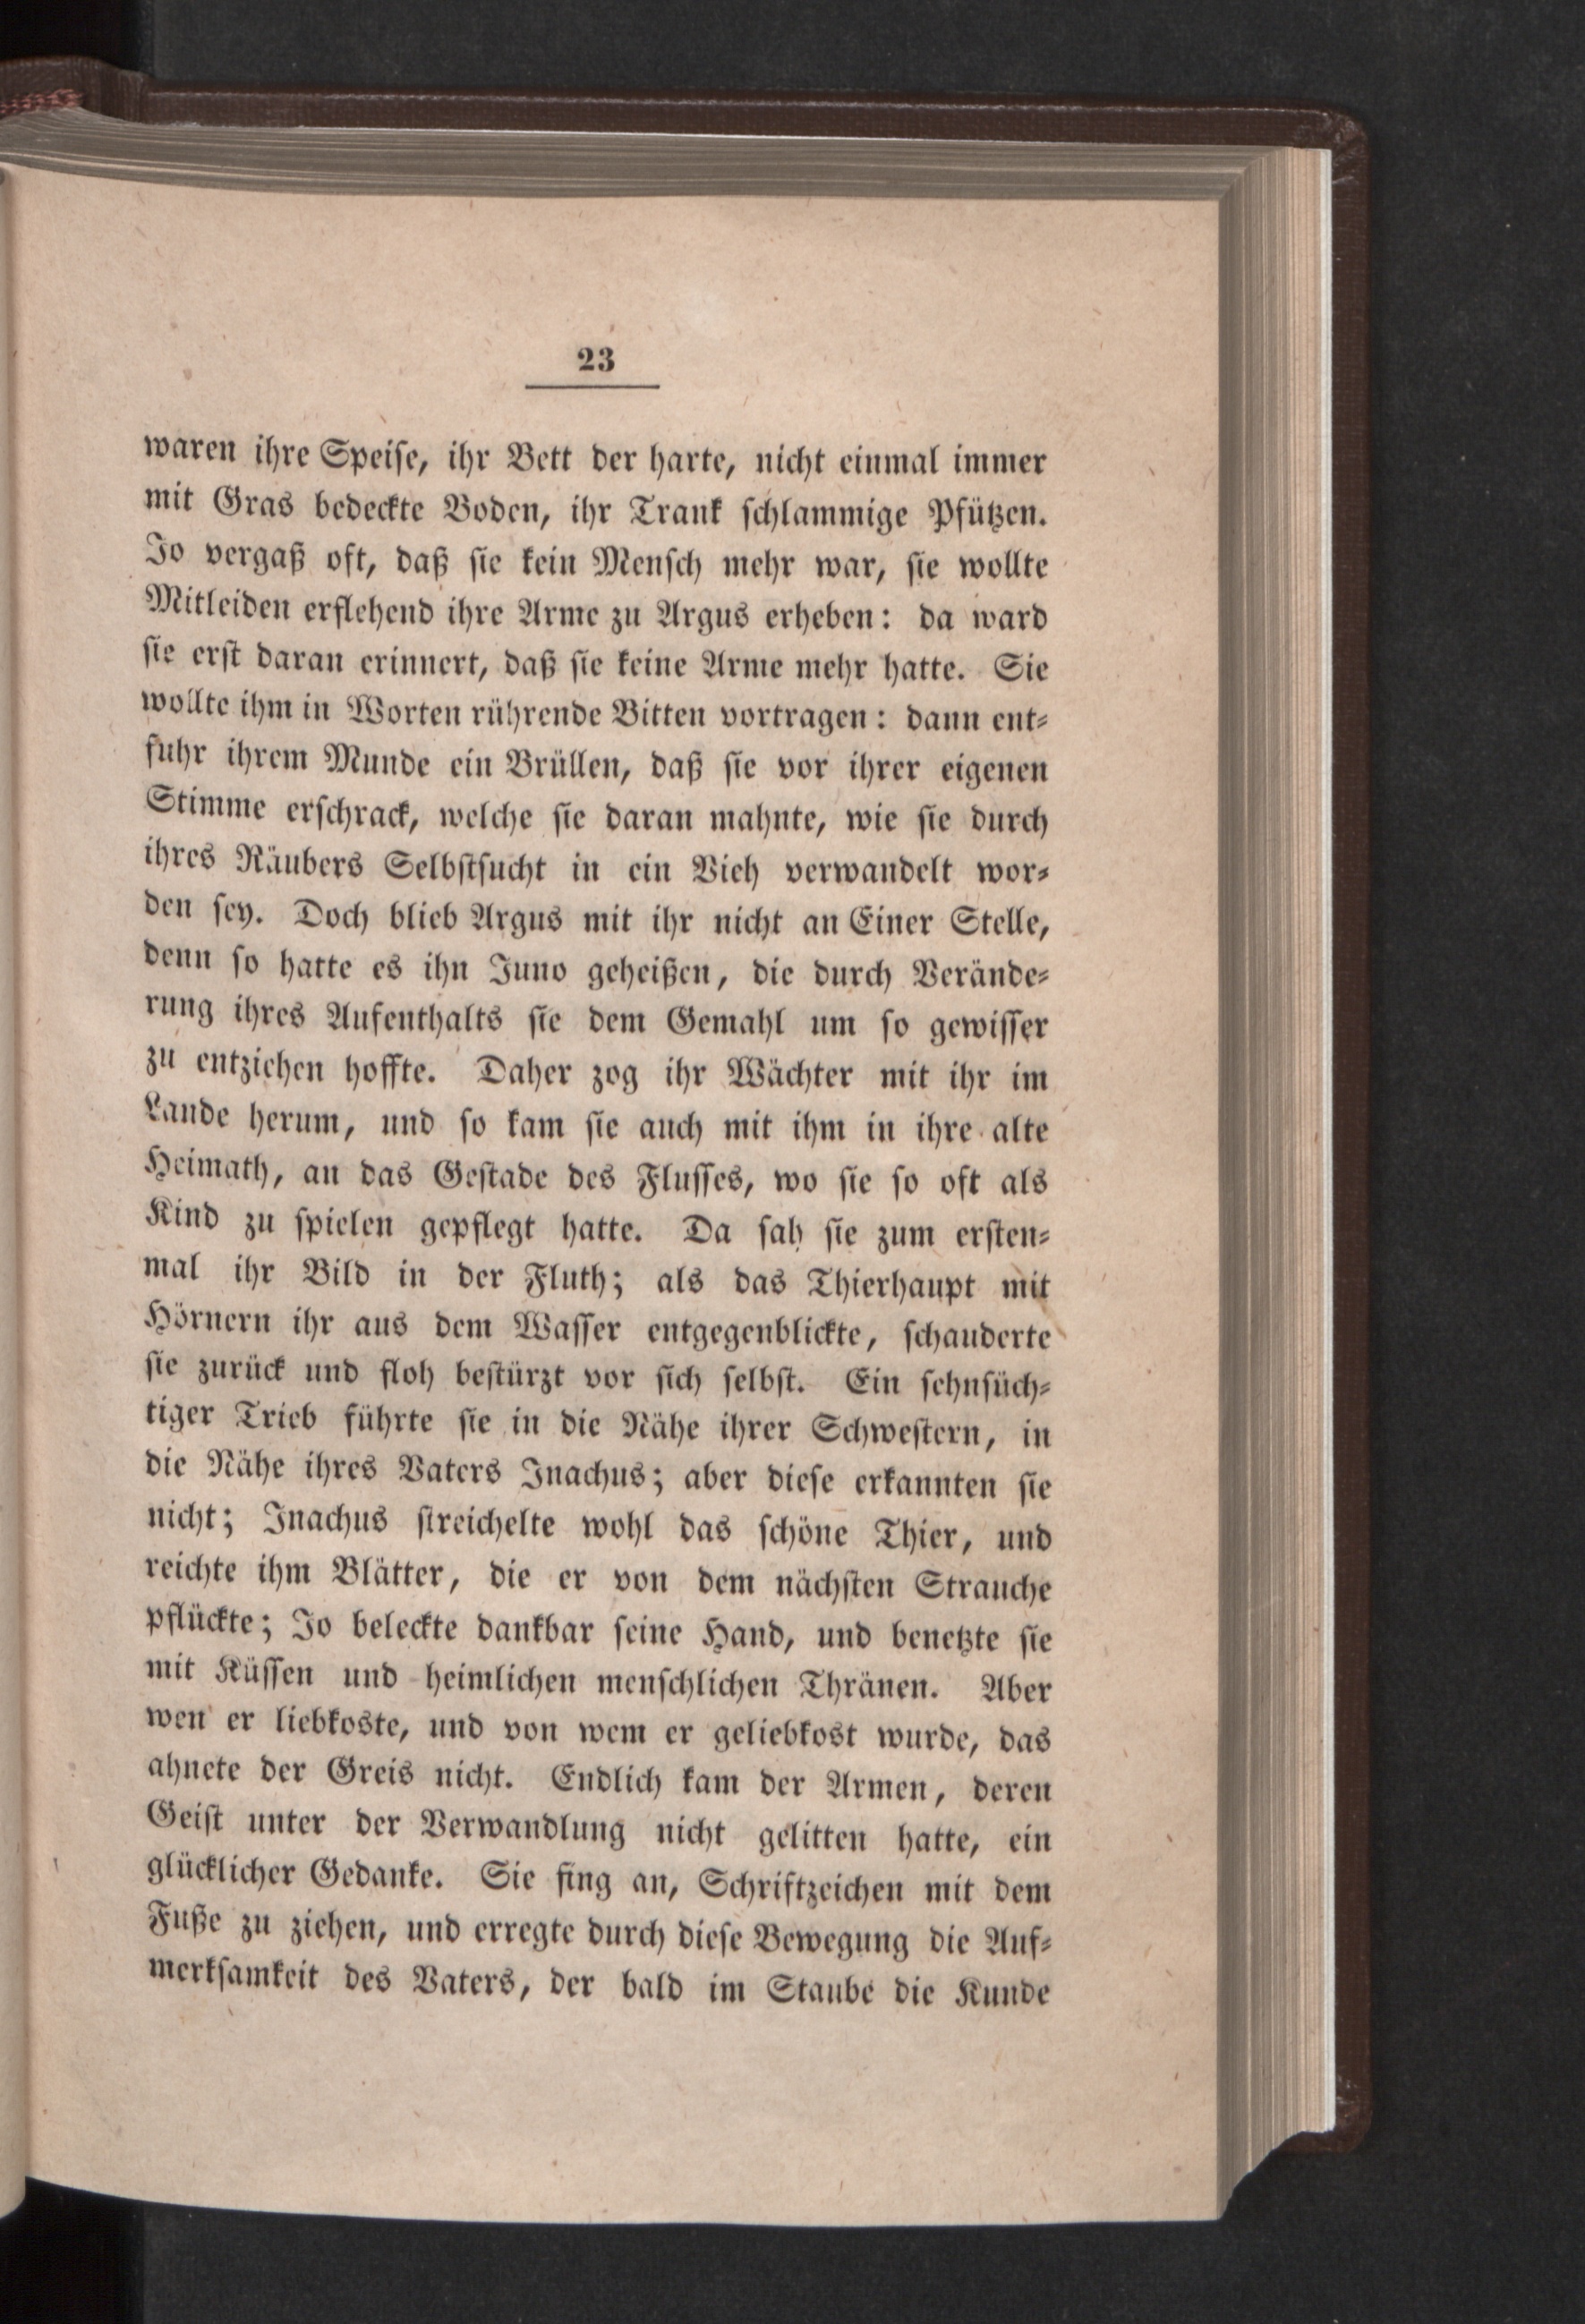 23
waren ihre Speiſe, ihr Bett der harte, nicht einmal immer
mit Gras bedeckte Boden, ihr Trank ſchlammige Pfützen.
Jo vergaß oft, daß ſie kein Menſch mehr war, ſie wollte
Mitleiden erflehend ihre Arme zu Argus erheben: da ward
ſie erſt daran erinnert, daß ſie keine Arme mehr hatte. Sie
wollte ihm in Worten rührende Bitten vortragen: dann ent⸗
fuhr ihrem Munde ein Brüllen, daß ſie vor ihrer eigenen
Stimme erſchrack, welche ſie daran mahnte, wie ſie durch
ihres Räubers Selbſtſucht in ein Vieh verwandelt wor⸗
den ſey. Doch blieb Argus mit ihr nicht an Einer Stelle,
denn ſo hatte es ihn Juno geheißen, die durch Verände⸗
rung ihres Aufenthalts ſie dem Gemahl um ſo gewiſſer
zu entziehen hoffte. Daher zog ihr Wächter mit ihr im
Lande herum, und ſo kam ſie auch mit ihm in ihre alte
Heimath, an das Geſtade des Fluſſes, wo ſie ſo oft als
Kind zu ſpielen gepflegt hatte. Da ſah ſie zum erſten⸗
mal ihr Bild in der Fluth; als das Thierhaupt mit
Hörnern ihr aus dem Waſſer entgegenblickte, ſchauderte
ſie zurück und floh beſtürzt vor ſich ſelbſt. Ein ſehnſüch⸗
tiger Trieb führte ſie in die Nähe ihrer Schweſtern, in
die Nähe ihres Vaters Inachus; aber dieſe erkannten ſie
nicht; Inachus ſtreichelte wohl das ſchöne Thier, und
reichte ihm Blätter, die er von dem nächſten Strauche
pflückte; Jo beleckte dankbar ſeine Hand, und benetzte ſie
mit Küſſen und heimlichen menſchlichen Thränen. Aber
wen er liebkoste, und von wem er geliebkost wurde, das
ahnete der Greis nicht. Endlich kam der Armen, deren
Geiſt unter der Verwandlung nicht gelitten hatte, ein
glücklicher Gedanke. Sie fing an, Schriftzeichen mit dem
Fuße zu ziehen, und erregte durch dieſe Bewegung die Auf⸗
merkſamkeit des Vaters, der bald im Staube die Kunde